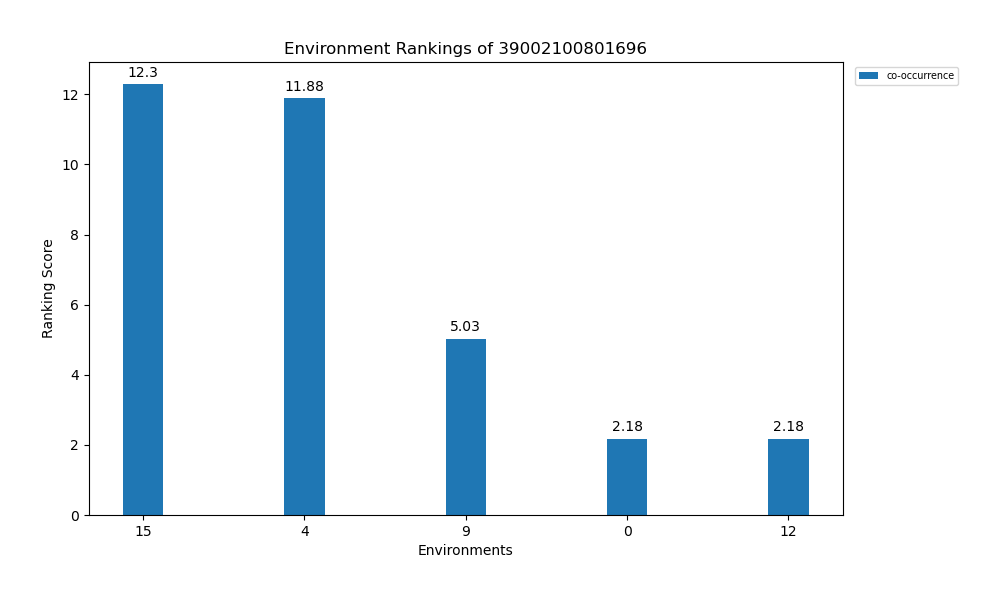 Environment Rankings of 39002100801696
co-occurrence
12.3
11.88
5.03
2.18
2.18
Ranking Score
12
10
8
6
4
2
0
15 4 9 0 12
Environments